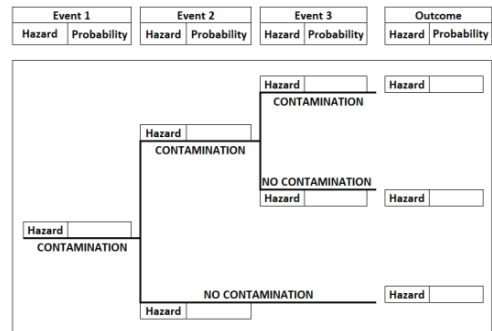 Event 1 Event 2 Event 3 Outcome
Hazard Probability Hazard Probability Hazard Probability Hazard Probability
Hazard Hazard
CONTAMINATION
Hazard
CONTAMINATION
NO CONTAMINATION
Hazard Hazard
Hazard
CONTAMINATION
NO CONTAMINATION Hazard
Hazard